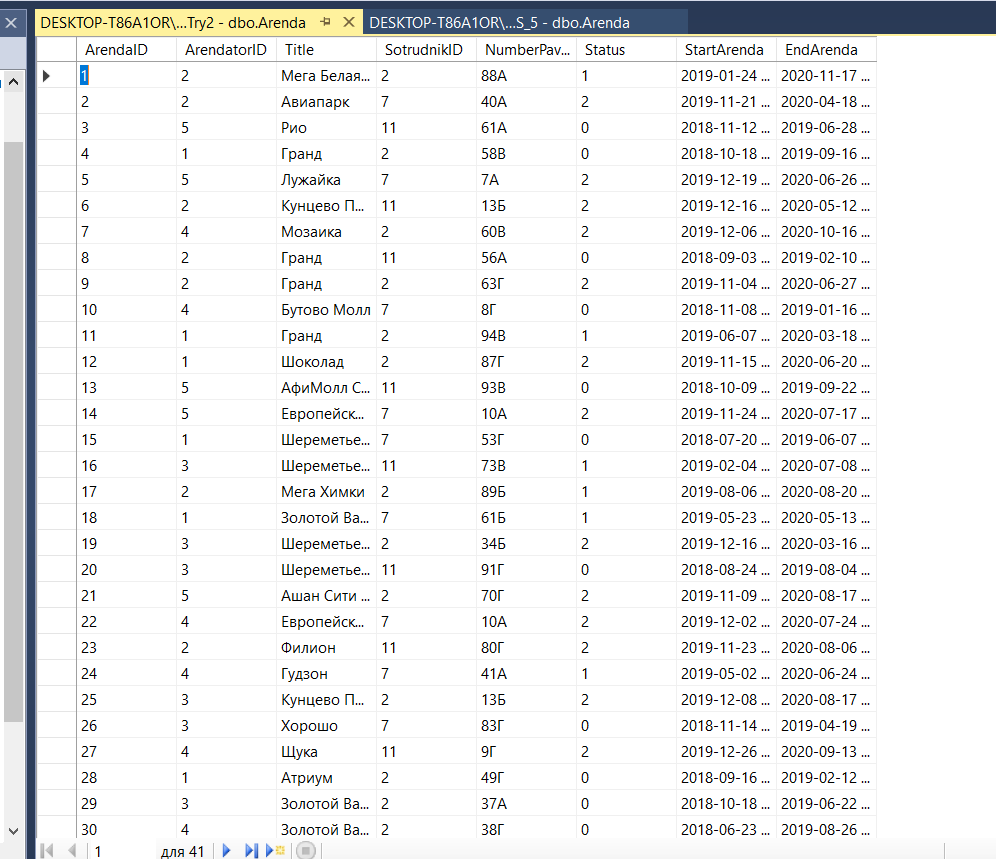 DESKTOP-T86A1OR\...Try2 - dbo.Arenda DESKTOP-T86A1OR\...S_5 - dbo.Arenda
ArendaID ArendatorID Title SotrudnikID NumberPav... Status StartArenda EndArenda
1 2 Мега Белая... 2 88А 1 2019-01-24 ... 2020-11-17 ...
2 2 Авиапарк 7 40А 2 2019-11-21 ... 2020-04-18 ...
3 5 Рио 11 61А 0 2018-11-12 ... 2019-06-28 ...
4 1 Гранд 2 58В 0 2018-10-18 ... 2019-09-16 ...
5 5 Лужайка 7 7А 2 2019-12-19 ... 2020-06-26 ...
6 2 Кунцево П... 11 13Б 2 2019-12-16 ... 2020-05-12 ...
7 4 Мозаика 2 60В 2 2019-12-06 ... 2020-10-16 ...
8 2 Гранд 11 56А 0 2018-09-03 ... 2019-02-10 ...
9 2 Гранд 2 63Г 2 2019-11-04 ... 2020-06-27 ...
10 4 Бутово Молл 7 8Г 0 2018-11-08 ... 2019-01-16 ...
11 1 Гранд 2 94В 1 2019-06-07 ... 2020-03-18 ...
12 1 Шоколад 2 87Г 2 2019-11-15 ... 2020-06-20 ...
13 5 АфиМолл С... 11 93В 0 2018-10-09 ... 2019-09-22 ...
14 5 Европейск... 7 10А 2 2019-11-24 ... 2020-07-17 ...
15 1 Шереметье... 7 53Г 0 2018-07-20 ... 2019-06-07 ...
16 3 Шереметье... 11 73В 1 2019-02-04 ... 2020-07-08 ...
17 2 Мега Химки 2 89Б 1 2019-08-06 ... 2020-08-20 ...
18 1 Золотой Ва... 7 61Б 1 2019-05-23 ... 2020-05-13 ...
19 3 Шереметье... 2 34Б 2 2019-12-16 ... 2020-03-16 ...
20 3 Шереметье... 11 91Г 0 2018-08-24 ... 2019-08-04 ...
21 5 Ашан Сити ... 2 70Г 2 2019-11-09 ... 2020-08-17 ...
22 4 Европейск... 7 10А 2 2019-12-02 ... 2020-07-24 ...
23 2 Филион 11 80Г 2 2019-11-23 ... 2020-08-06 ...
24 4 Гудзон 7 41А 1 2019-05-02 ... 2020-06-24 ...
25 3 Кунцево П... 2 13Б 2 2019-12-08 ... 2020-08-17 ...
26 3 Хорошо 7 83Г 0 2018-11-14 ... 2019-04-19 ...
27 4 Щука 11 9Г 2 2019-12-26 ... 2020-09-13 ...
28 1 Атриум 2 49Г 0 2018-09-16 ... 2019-02-12 ...
29 3 Золотой Ва... 2 37А 0 2018-10-18 ... 2019-06-22 ...
30 4 Золотой Ва... 2 38Г 0 2018-06-23 ... 2019-08-26 ...
1 для 41